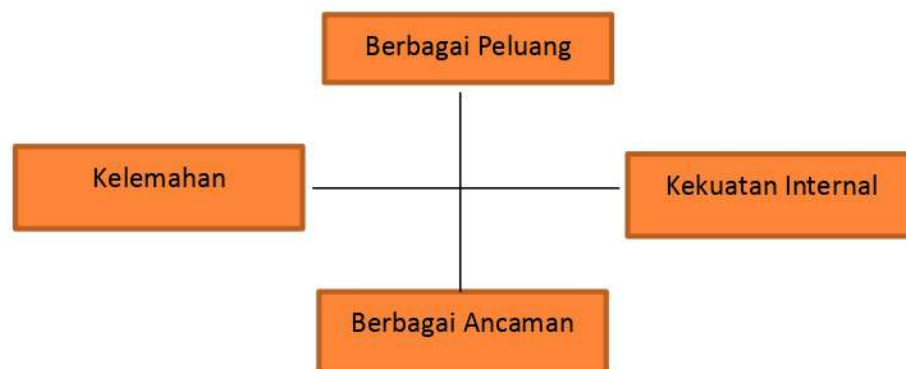 Berbagai Peluang
Kelemahan
Kekuatan Internal
Berbagai Ancaman